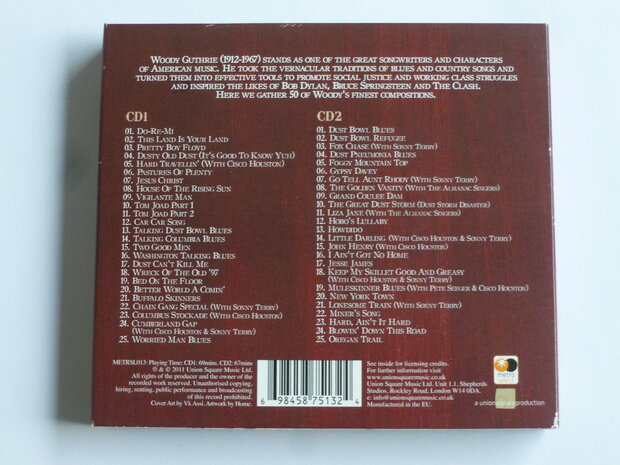 Woody Guthrie (1912-1967) stands as one of the great songwriters and characters
of American music. He took the vernacular traditions of blues and country songs and
turned them into effective tools to promote social justice and working class struggles
and inspired the likes of Bob Dylan, Bruce Springsteen and The Clash.
Here we gather 50 of Woody's finest compositions.
CD1
01. Do-Re-Mi
02. This Land Is Your Land
03. Pretty Boy Floyd
04. Dusty Old Dust (It's Good To Know Yuh)
05. Hard Travellin' (With Cisco Houston)
06. Pastures Of Plenty
07. Jesus Christ
08. House Of The Rising Sun
09. Vigilante Man
10. Tom Joad Part 1
11. Tom Joad Part 2
12. Car Car Song
13. Talking Dust Bowl Blues
14. Talking Columbia Blues
15. Two Good Men
16. Washington Talking Blues
17. Dust Can't Kill Me
18. Wreck Of The Old '97
19. Bed On The Floor
20. Better World A Comin'
21. Buffalo Skinners
22. Chain Gang Special (With Sonny Terry)
23. Columbus Stockade (With Cisco Houston)
24. Cumberland Gap
(With Cisco Houston & Sonny Terry)
25. Worried Man Blues
CD2
01. Dust Bowl Blues
02. Dust Bowl Refugee
03. Fox Chase (With Sonny Terry)
04. Dust Pneumonia Blues
05. Foggy Mountain Top
06. Gypsy Davey
07. Go Tell Aunt Rhody (With Sonny Terry)
08. The Golden Vanity (With The Almanac Singers)
09. Grand Coulee Dam
10. The Great Dust Storm (Dust Storm Disaster)
11. Liza Jane (With The Almanac Singers)
12. Hobo's Lullaby
13. Howdido
14. Little Darling (With Cisco Houston & Sonny Terry)
15. John Henry (With Cisco Houston)
16. I Ain't Got No Home
17. Jesse James
18. Keep My Skillet Good And Greasy
(With Cisco Houston & Sonny Terry)
19. Muleskinner Blues (With Pete Seeger & Cisco Houston)
20. New York Town
21. Lonesome Train (With Sonny Terry)
22. Miner's Song
23. Hard, Ain't It Hard
24. Blowin' Down This Road
25. Oregan Trail
METRSL013: Playing Time: CD1: 69mins. CD2: 67mins.
℗ & © 2011 Union Square Music Ltd.
All rights of the producer and of the owner of the
recorded work reserved. Unauthorised copying,
hiring, renting, public performance and broadcasting
of this record prohibited.
Cover Art by Vk Assi. Artwork by Horne.
6 98458 75132 4
See inside for licensing credits.
For more information please visit:
www.unionsquaremusic.co.uk
Union Square Music Ltd. Unit 1.1, Shepherds
Studios, Rockley Road, London W14 0DA.
e: info@unionsquaremusic.co.uk
Manufactured in the EU.
metro
select
a union square production